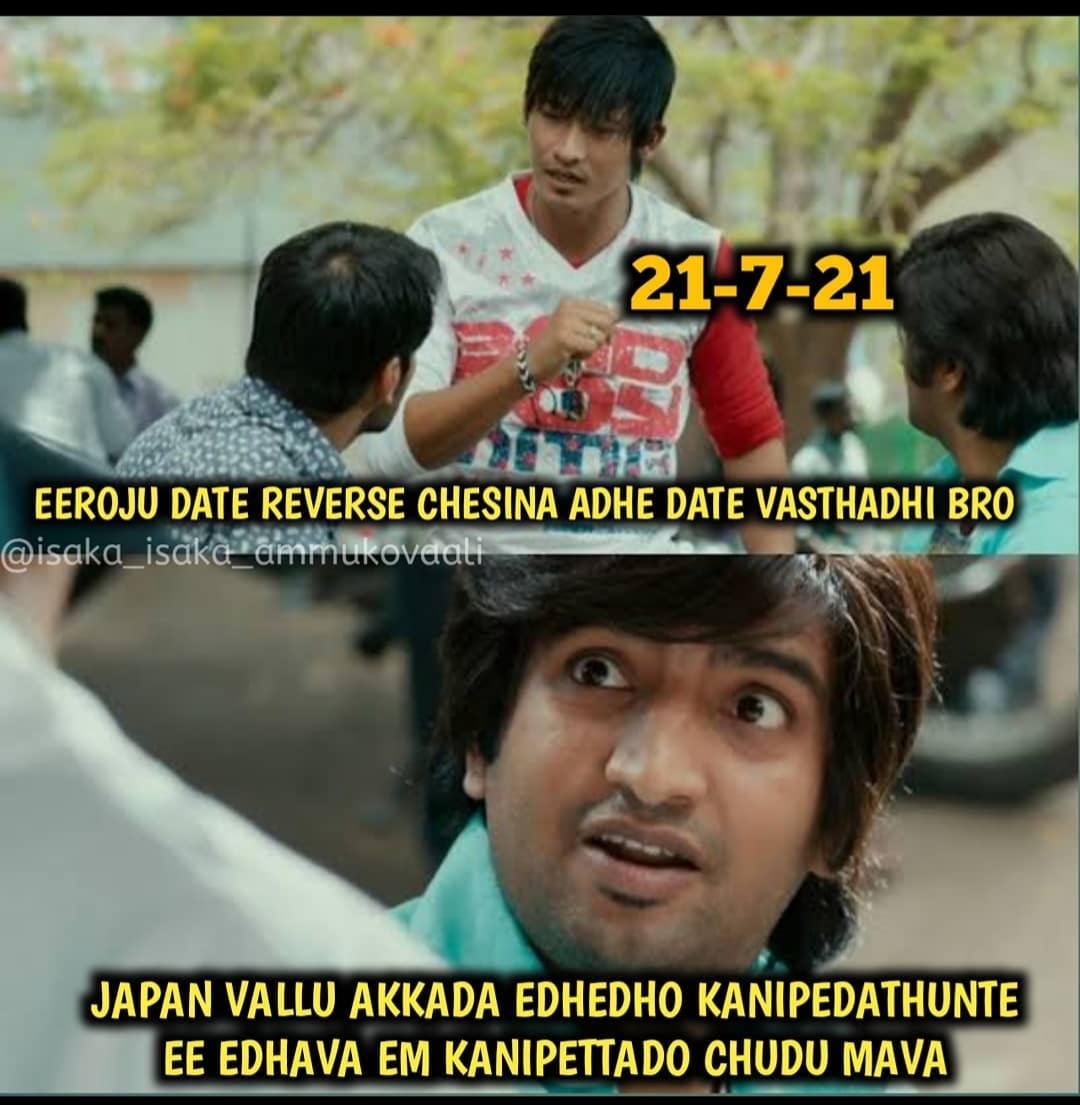 21-7-21
EEROJU DATE REVERSE CHESINA ADHE DATE VASTHADHI BRO
@isaka_isaka_ammukovaali
JAPAN VALLU AKKADA EDHEDHO KANIPEDATHUNTE
EE EDHAVA EM KANIPETTADO CHUDU MAVA